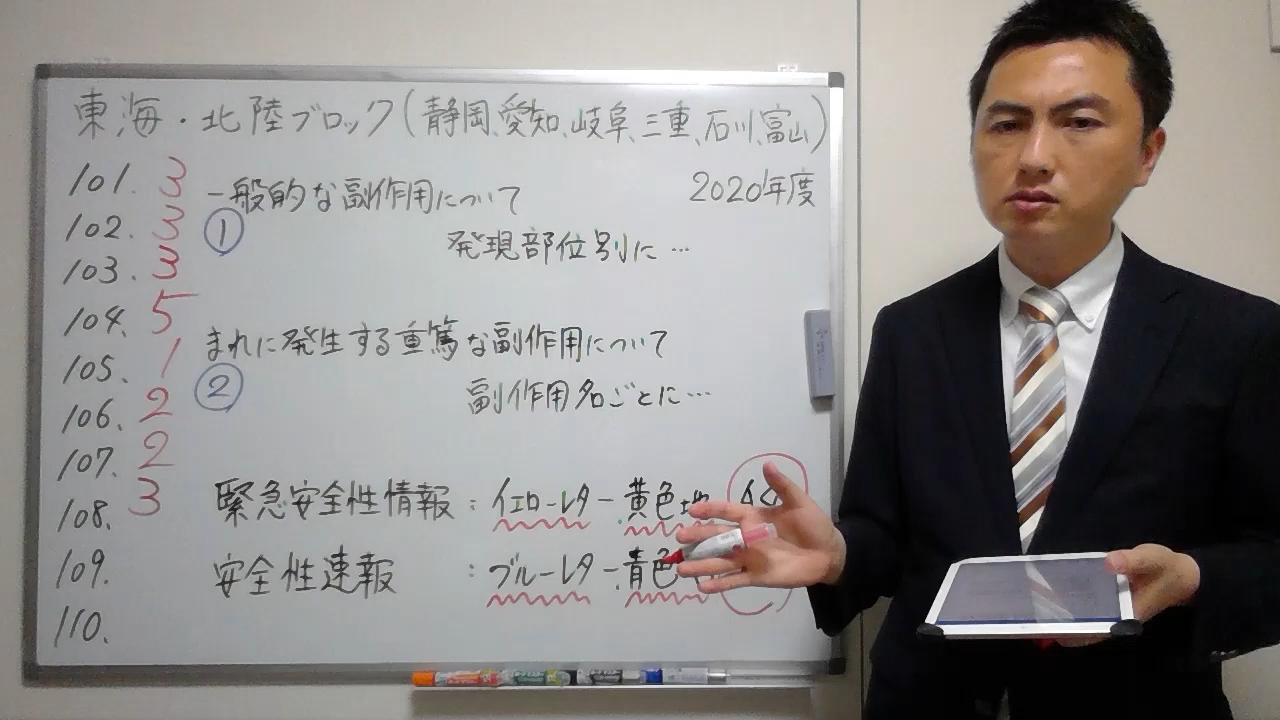 東海・北陸ブロック(静岡、愛知、岐阜、三重、石川、富山)
2020年度
101. 3
102. 3
103. 3
104. 5
105. 1
106. 2
107. 2
108. 3
109.
110.
一般的な副作用について
①
発現部位別に…
まれに発生する重篤な副作用について
②
副作用名ごとに…
緊急安全性情報:イエローレター 黄色地
安全性速報:ブルーレター 青色